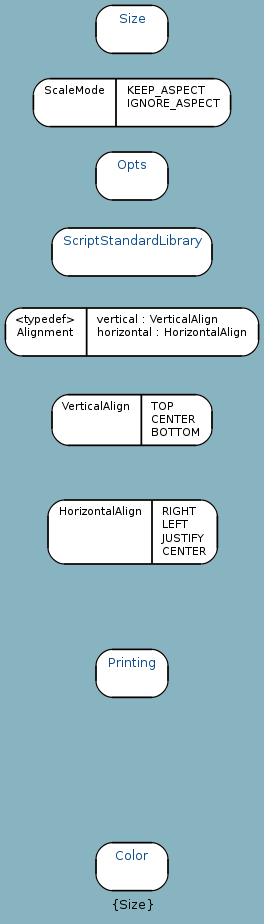 Size
ScaleMode
KEEP_ASPECT
IGNORE_ASPECT
Opts
ScriptStandardLibrary
<typedef>
Alignment
vertical : VerticalAlign
horizontal : HorizontalAlign
VerticalAlign
TOP
CENTER
BOTTOM
HorizontalAlign
RIGHT
LEFT
JUSTIFY
CENTER
Printing
Color
{Size}